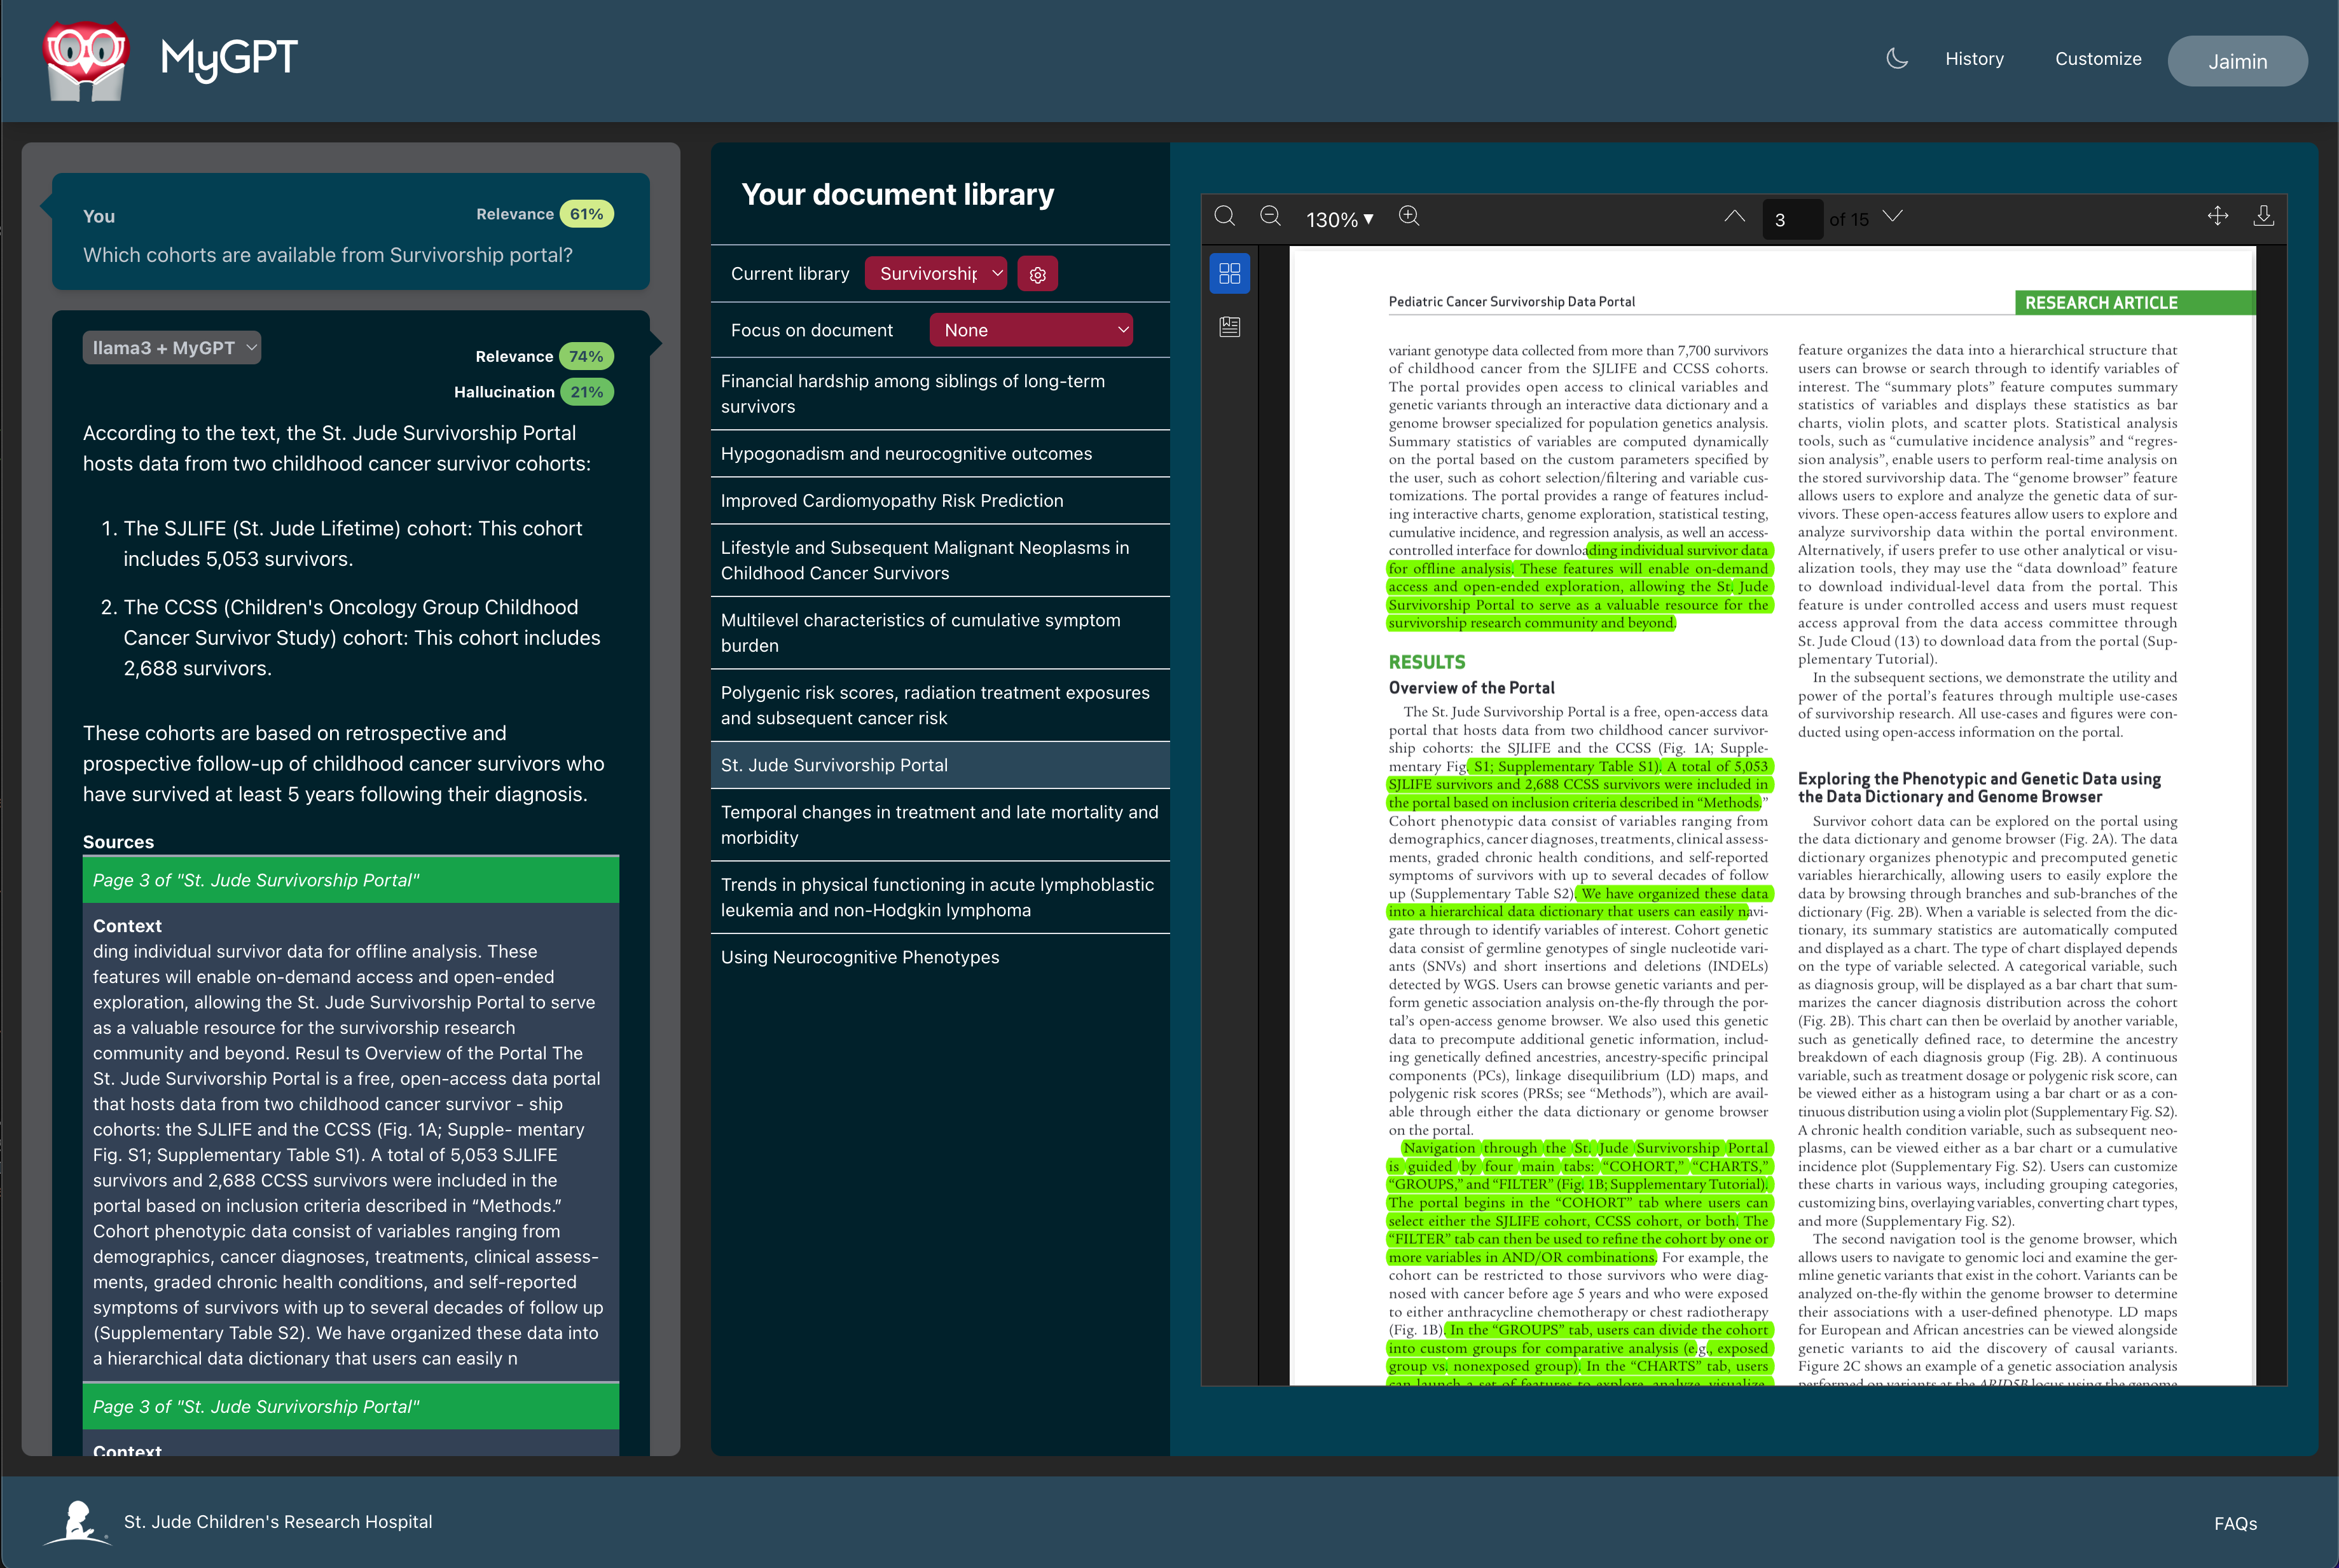 MyGPT
History
Customize
Jaimin
You
Relevance 61%
Which cohorts are available from Survivorship portal?
llama3 + MyGPT
Relevance 74%
Hallucination 21%
According to the text, the St. Jude Survivorship Portal
hosts data from two childhood cancer survivor cohorts:
1. The SJLIFE (St. Jude Lifetime) cohort: This cohort
includes 5,053 survivors.
2. The CCSS (Children's Oncology Group Childhood
Cancer Survivor Study) cohort: This cohort includes
2,688 survivors.
These cohorts are based on retrospective and
prospective follow-up of childhood cancer survivors who
have survived at least 5 years following their diagnosis.
Sources
Page 3 of "St. Jude Survivorship Portal"
Context
ding individual survivor data for offline analysis. These
features will enable on-demand access and open-ended
exploration, allowing the St. Jude Survivorship Portal to serve
as a valuable resource for the survivorship research
community and beyond. Resul ts Overview of the Portal The
St. Jude Survivorship Portal is a free, open-access data portal
that hosts data from two childhood cancer survivor - ship
cohorts: the SJLIFE and the CCSS (Fig. 1A; Supple- mentary
Fig. S1; Supplementary Table S1). A total of 5,053 SJLIFE
survivors and 2,688 CCSS survivors were included in the
portal based on inclusion criteria described in “Methods.”
Cohort phenotypic data consist of variables ranging from
demographics, cancer diagnoses, treatments, clinical assess-
ments, graded chronic health conditions, and self-reported
symptoms of survivors with up to several decades of follow up
(Supplementary Table S2). We have organized these data into
a hierarchical data dictionary that users can easily n
Page 3 of "St. Jude Survivorship Portal"
Context
Your document library
Current library
Survivorship
Focus on document
None
Financial hardship among siblings of long-term
survivors
Hypogonadism and neurocognitive outcomes
Improved Cardiomyopathy Risk Prediction
Lifestyle and Subsequent Malignant Neoplasms in
Childhood Cancer Survivors
Multilevel characteristics of cumulative symptom
burden
Polygenic risk scores, radiation treatment exposures
and subsequent cancer risk
St. Jude Survivorship Portal
Temporal changes in treatment and late mortality and
morbidity
Trends in physical functioning in acute lymphoblastic
leukemia and non-Hodgkin lymphoma
Using Neurocognitive Phenotypes
130%
3 of 15
Pediatric Cancer Survivorship Data Portal
RESEARCH ARTICLE
variant genotype data collected from more than 7,700 survivors
of childhood cancer from the SJLIFE and CCSS cohorts.
The portal provides open access to clinical variables and
genetic variants through an interactive data dictionary and a
genome browser specialized for population genetics analysis.
Summary statistics of variables are computed dynamically
on the portal based on the custom parameters specified by
the user, such as cohort selection/filtering and variable cus-
tomizations. The portal provides a range of features includ-
ing interactive charts, genome exploration, statistical testing,
cumulative incidence, and regression analysis, as well an access-
controlled interface for downloading individual survivor data
for offline analysis. These features will enable on-demand
access and open-ended exploration, allowing the St. Jude
Survivorship Portal to serve as a valuable resource for the
survivorship research community and beyond.
RESULTS
Overview of the Portal
The St. Jude Survivorship Portal is a free, open-access data
portal that hosts data from two childhood cancer survivor-
ship cohorts: the SJLIFE and the CCSS (Fig. 1A; Supple-
mentary Fig. S1; Supplementary Table S1). A total of 5,053
SJLIFE survivors and 2,688 CCSS survivors were included in
the portal based on inclusion criteria described in “Methods.”
Cohort phenotypic data consist of variables ranging from
demographics, cancer diagnoses, treatments, clinical assess-
ments, graded chronic health conditions, and self-reported
symptoms of survivors with up to several decades of follow
up (Supplementary Table S2). We have organized these data
into a hierarchical data dictionary that users can easily navi-
gate through to identify variables of interest. Cohort genetic
data consist of germline genotypes of single nucleotide vari-
ants (SNVs) and short insertions and deletions (INDELs)
detected by WGS. Users can browse genetic variants and per-
form genetic association analysis on-the-fly through the por-
tal’s open-access genome browser. We also used this genetic
data to precompute additional genetic information, includ-
ing genetically defined ancestries, ancestry-specific principal
components (PCs), linkage disequilibrium (LD) maps, and
polygenic risk scores (PRSs; see “Methods”), which are avail-
able through either the data dictionary or genome browser
on the portal.
Navigation through the St. Jude Survivorship Portal
is guided by four main tabs: “COHORT,” “CHARTS,”
“GROUPS,” and “FILTER” (Fig. 1B; Supplementary Tutorial).
The portal begins in the “COHORT” tab where users can
select either the SJLIFE cohort, CCSS cohort, or both. The
“FILTER” tab can then be used to refine the cohort by one or
more variables in AND/OR combinations. For example, the
cohort can be restricted to those survivors who were diag-
nosed with cancer before age 5 years and who were exposed
to either anthracycline chemotherapy or chest radiotherapy
(Fig. 1B). In the “GROUPS” tab, users can divide the cohort
into custom groups for comparative analysis (e.g., exposed
group vs. nonexposed group). In the “CHARTS” tab, users
can launch a set of features to explore, analyze, visualize,
feature organizes the data into a hierarchical structure that
users can browse or search through to identify variables of
interest. The “summary plots” feature computes summary
statistics of variables and displays these statistics as bar
charts, violin plots, and scatter plots. Statistical analysis
tools, such as “cumulative incidence analysis” and “regres-
sion analysis”, enable users to perform real-time analysis on
the stored survivorship data. The “genome browser” feature
allows users to explore and analyze the genetic data of sur-
vivors. These open-access features allow users to explore and
analyze survivorship data within the portal environment.
Alternatively, if users prefer to use other analytical or visu-
alization tools, they may use the “data download” feature
to download individual-level data from the portal. This
feature is under controlled access and users must request
access approval from the data access committee through
St. Jude Cloud (13) to download data from the portal (Sup-
plementary Tutorial).
In the subsequent sections, we demonstrate the utility and
power of the portal’s features through multiple use-cases
of survivorship research. All use-cases and figures were con-
ducted using open-access information on the portal.
Exploring the Phenotypic and Genetic Data using
the Data Dictionary and Genome Browser
Survivor cohort data can be explored on the portal using
the data dictionary and genome browser (Fig. 2A). The data
dictionary organizes phenotypic and precomputed genetic
variables hierarchically, allowing users to easily explore the
data by browsing through branches and sub-branches of the
dictionary (Fig. 2B). When a variable is selected from the dic-
tionary, its summary statistics are automatically computed
and displayed as a chart. The type of chart displayed depends
on the type of variable selected. A categorical variable, such
as diagnosis group, will be displayed as a bar chart that sum-
marizes the cancer diagnosis distribution across the cohort
(Fig. 2B). This chart can then be overlaid by another variable,
such as genetically defined race, to determine the ancestry
breakdown of each diagnosis group (Fig. 2B). A continuous
variable, such as treatment dosage or polygenic risk score, can
be viewed either as a histogram using a bar chart or as a con-
tinuous distribution using a violin plot (Supplementary Fig. S2).
A chronic health condition variable, such as subsequent neo-
plasms, can be viewed either as a bar chart or a cumulative
incidence plot (Supplementary Fig. S2). Users can customize
these charts in various ways, including grouping categories,
customizing bins, overlaying variables, converting chart types,
and more (Supplementary Fig. S2).
The second navigation tool is the genome browser, which
allows users to navigate to genomic loci and examine the ger-
mline genetic variants that exist in the cohort. Variants can be
analyzed on-the-fly within the genome browser to determine
their associations with a user-defined phenotype. LD maps
for European and African ancestries can be viewed alongside
genetic variants to aid the discovery of causal variants.
Figure 2C shows an example of a genetic association analysis
performed on variants at the ARID5B locus using the genome
St. Jude Children's Research Hospital
FAQs